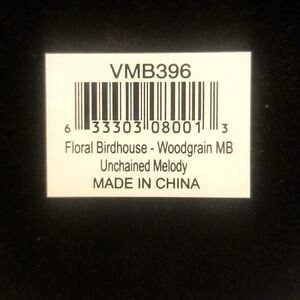 VMB396
6 33303 08001 3
Floral Birdhouse - Woodgrain MB
Unchained Melody
MADE IN CHINA